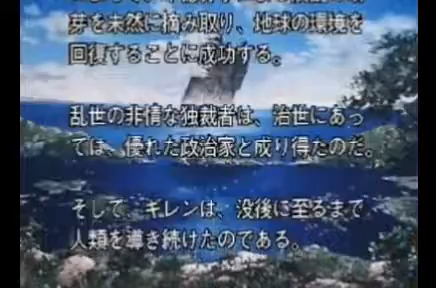 芽を未然に摘み取り、地球の環境を
回復することに成功する。
乱世の非情な独裁者は、治世にあっ
ては、優れた政治家と成り得たのだ。
そして、ギレンは、没後に至るまで
人類を導き続けたのである。